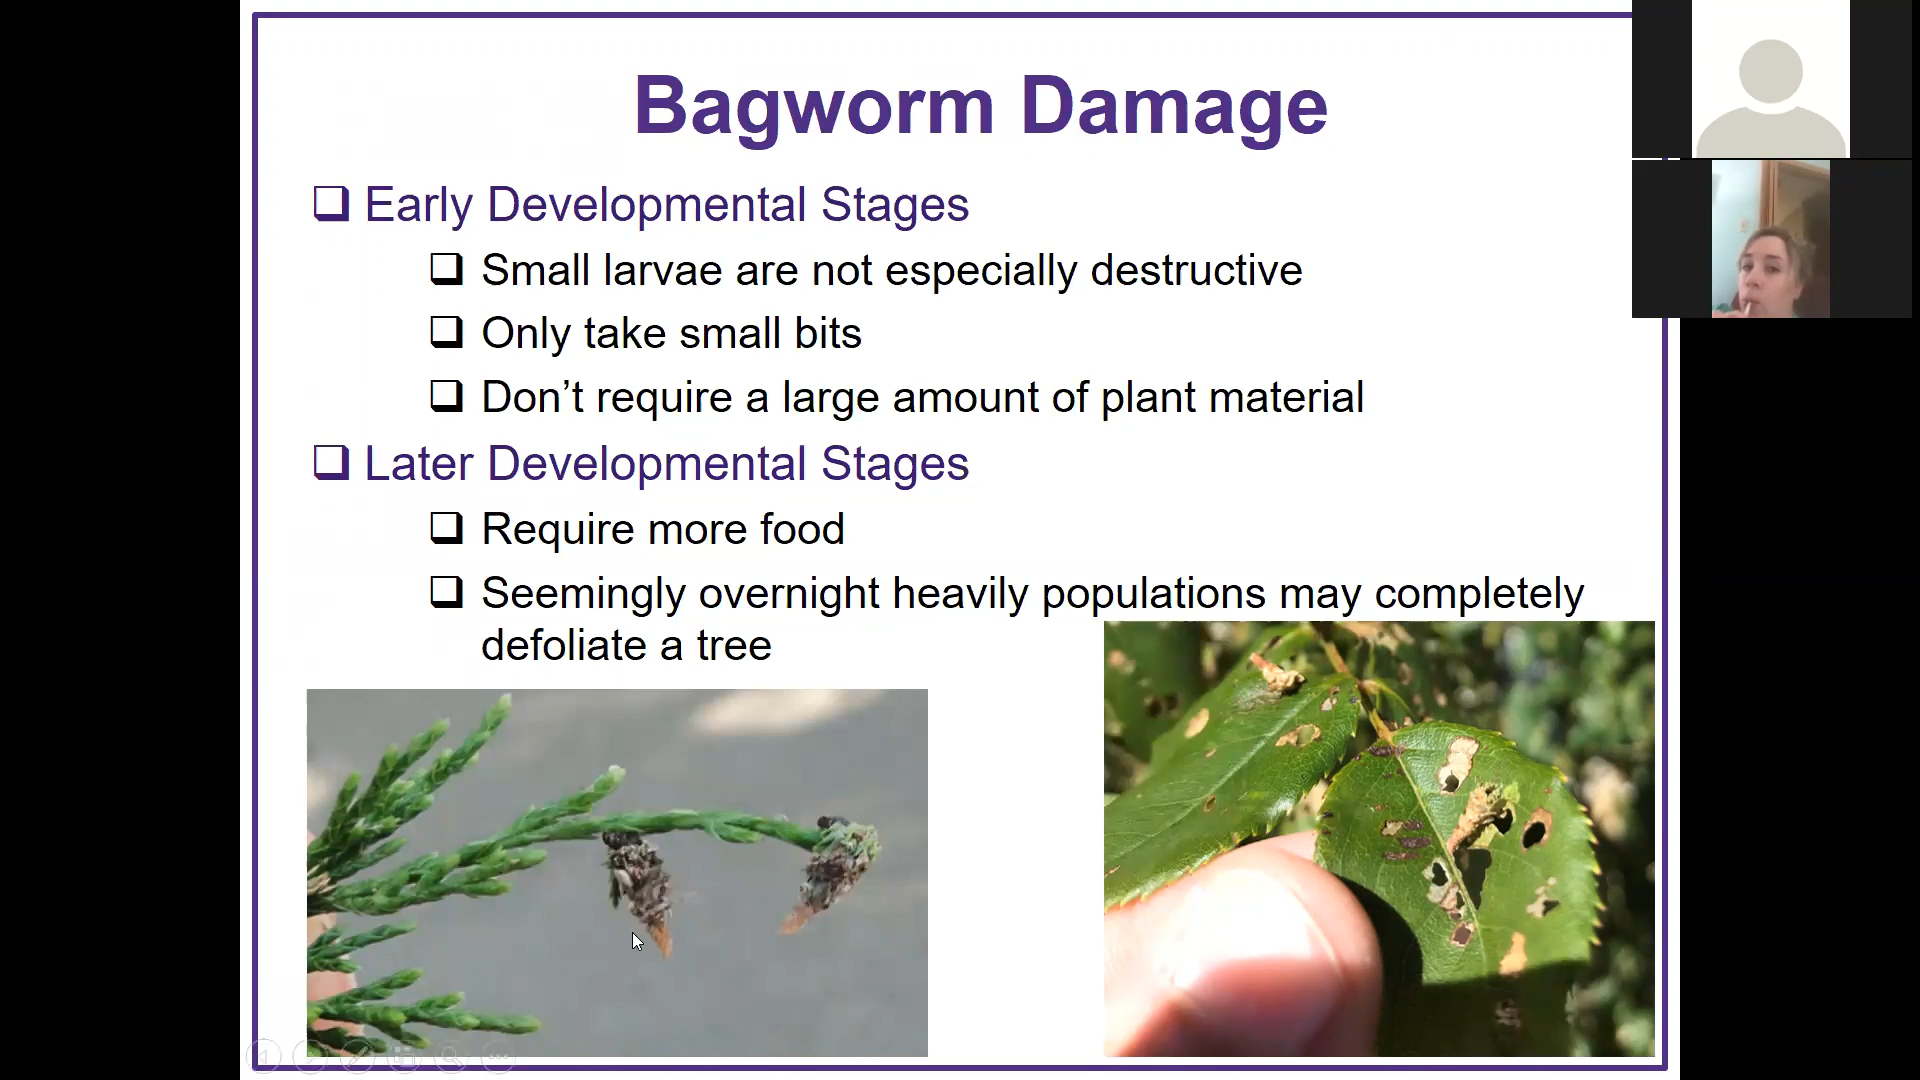 Bagworm Damage
Early Developmental Stages
Small larvae are not especially destructive
Only take small bits
Don’t require a large amount of plant material
Later Developmental Stages
Require more food
Seemingly overnight heavily populations may completely
defoliate a tree